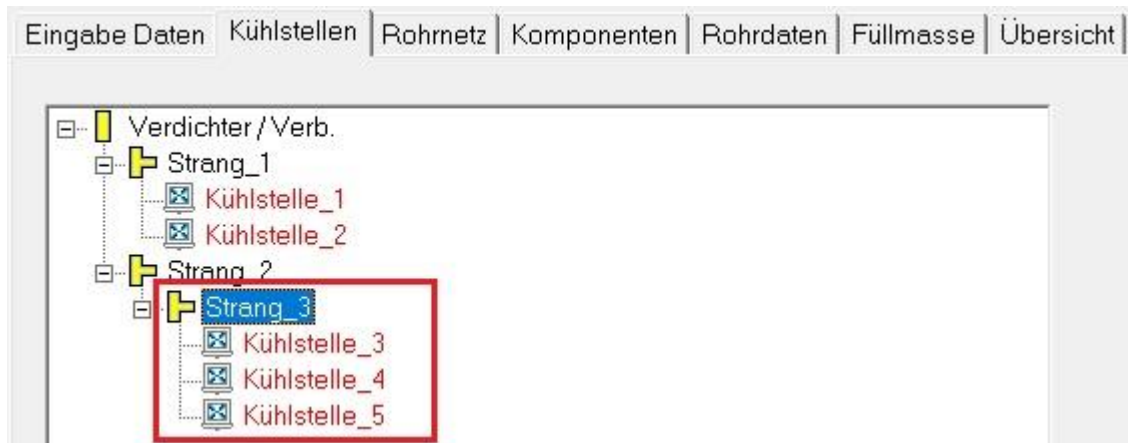 Eingabe Daten Kühlstellen Rohrnetz Komponenten Rohrdaten Füllmasse Übersicht
Verdichter / Verb.
Strang_1
Kühlstelle_1
Kühlstelle_2
Strang_2
Strang_3
Kühlstelle_3
Kühlstelle_4
Kühlstelle_5